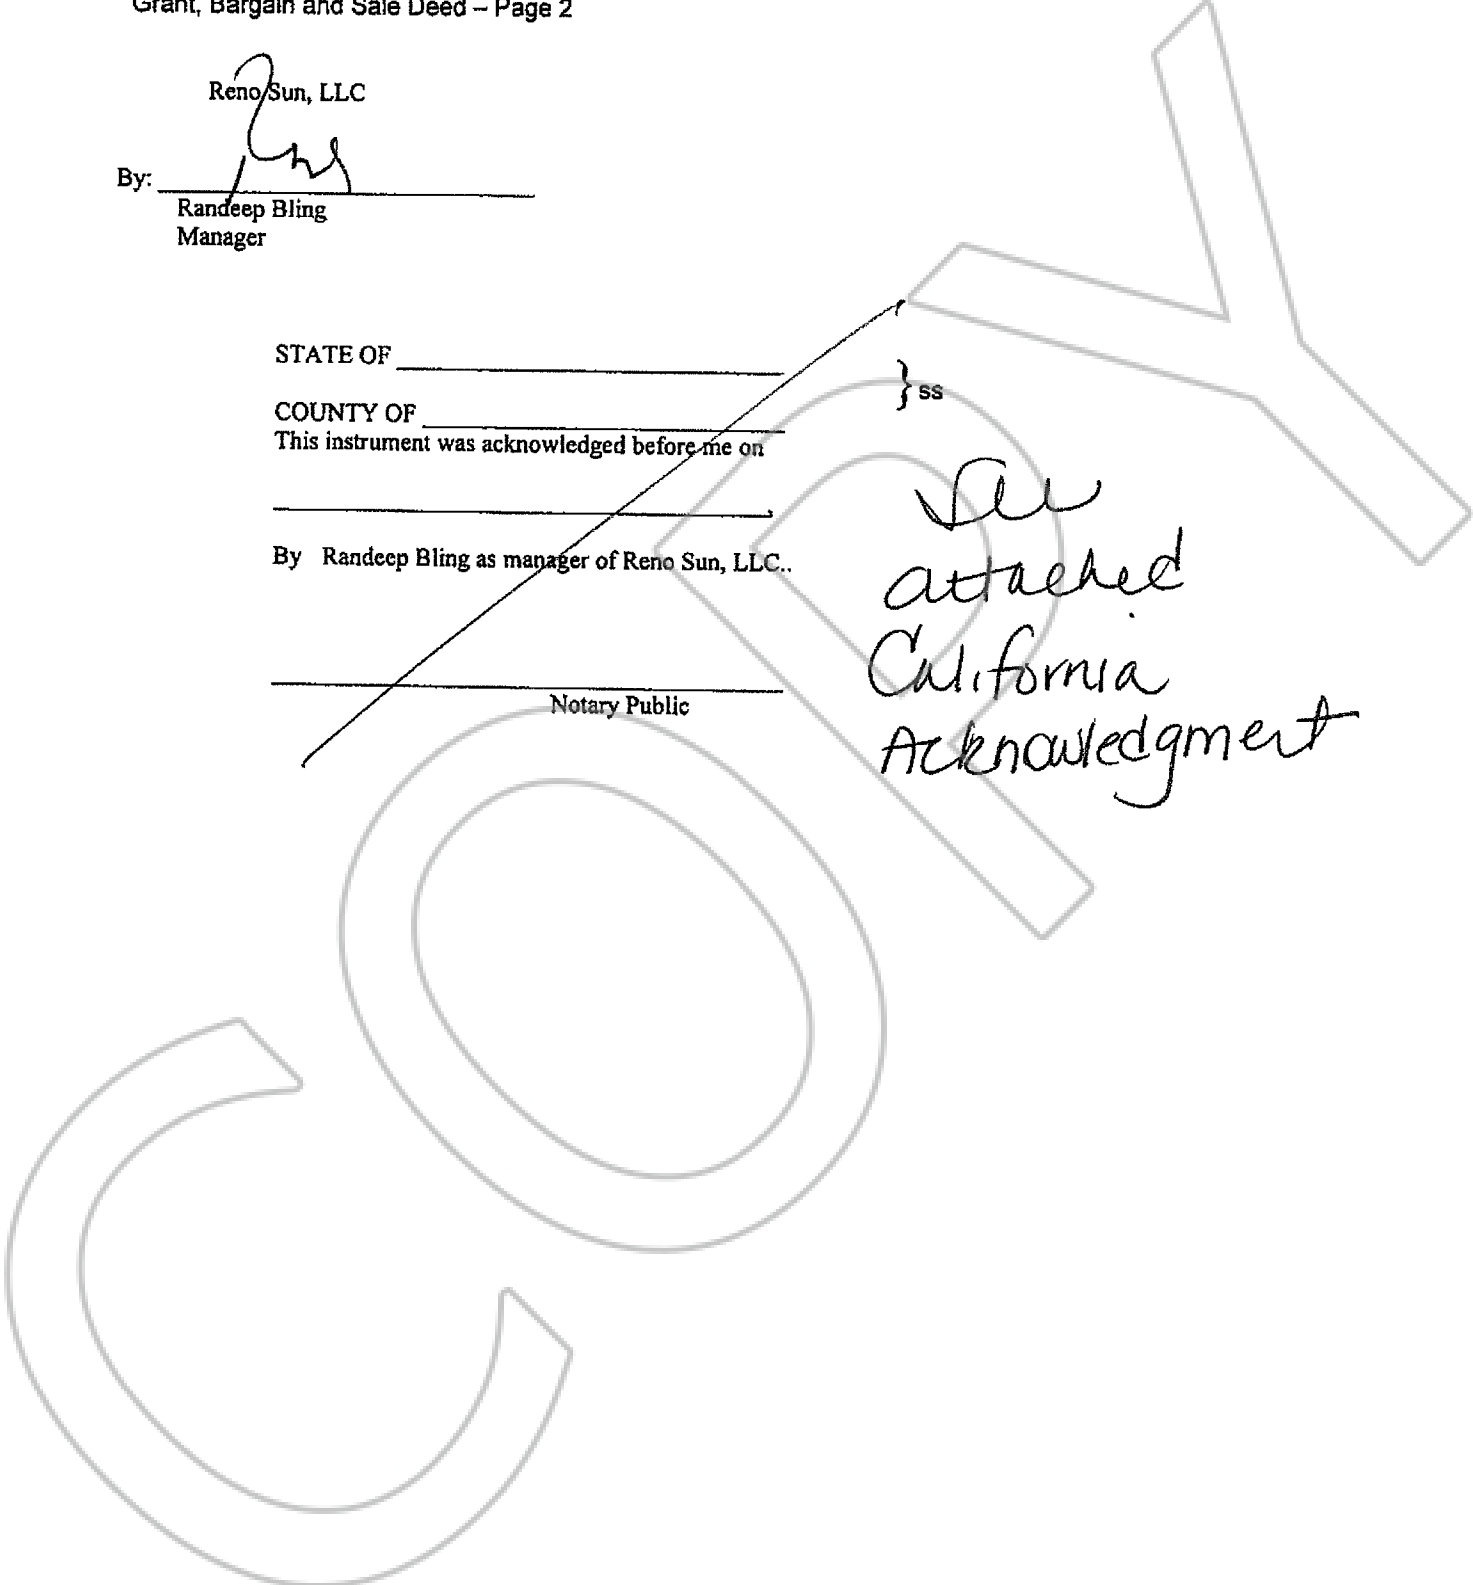 Grant, Bargain and Sale Deed – Page 2
Reno Sun, LLC
By:
Randeep Bling
Manager
STATE OF
}ss
COUNTY OF
This instrument was acknowledged before me on
By Randeep Bling as manager of Reno Sun, LLC..
Notary Public
See
attached
California
Acknowledgment
COPY